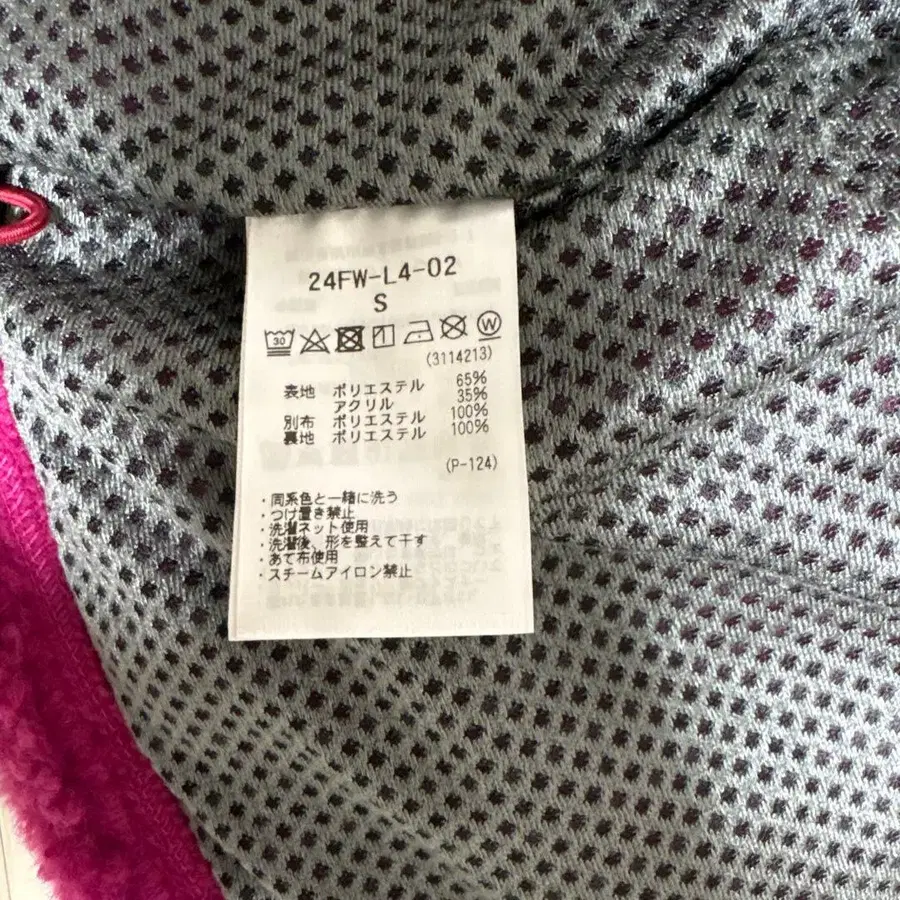 24FW-L4-02
S
30 W
(3114213)
表地 ポリエステル 65%
アクリル 35%
別布 ポリエステル 100%
裏地 ポリエステル 100%
(P-124)
・同系色と一緒に洗う
・つけ置き禁止
・洗濯ネット使用
・洗濯後、形を整えて干す
・あて布使用
・スチームアイロン禁止